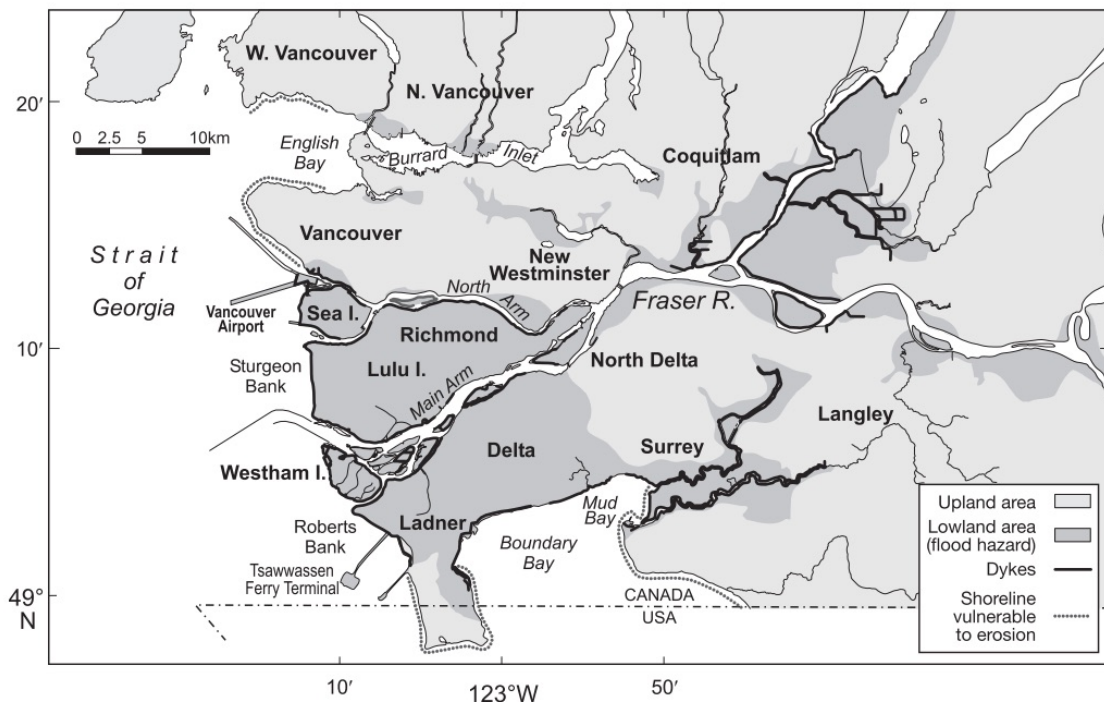 W. Vancouver
N. Vancouver
20′
0 2.5 5 10km
English
Bay
Burrard Inlet
Coquitlam
Vancouver
Strait
of
Georgia
New
Westminster
North Arm
Fraser R.
Vancouver
Airport
Sea I.
Richmond
10′
North Delta
Sturgeon
Bank
Lulu I.
Main Arm
Langley
Delta
Surrey
Westham I.
Mud
Bay
Roberts
Bank
Ladner
Boundary
Bay
Tsawwassen
Ferry Terminal
49°
N
CANADA
USA
Upland area
Lowland area
(flood hazard)
Dykes
Shoreline
vulnerable
to erosion
10′
123°W
50′